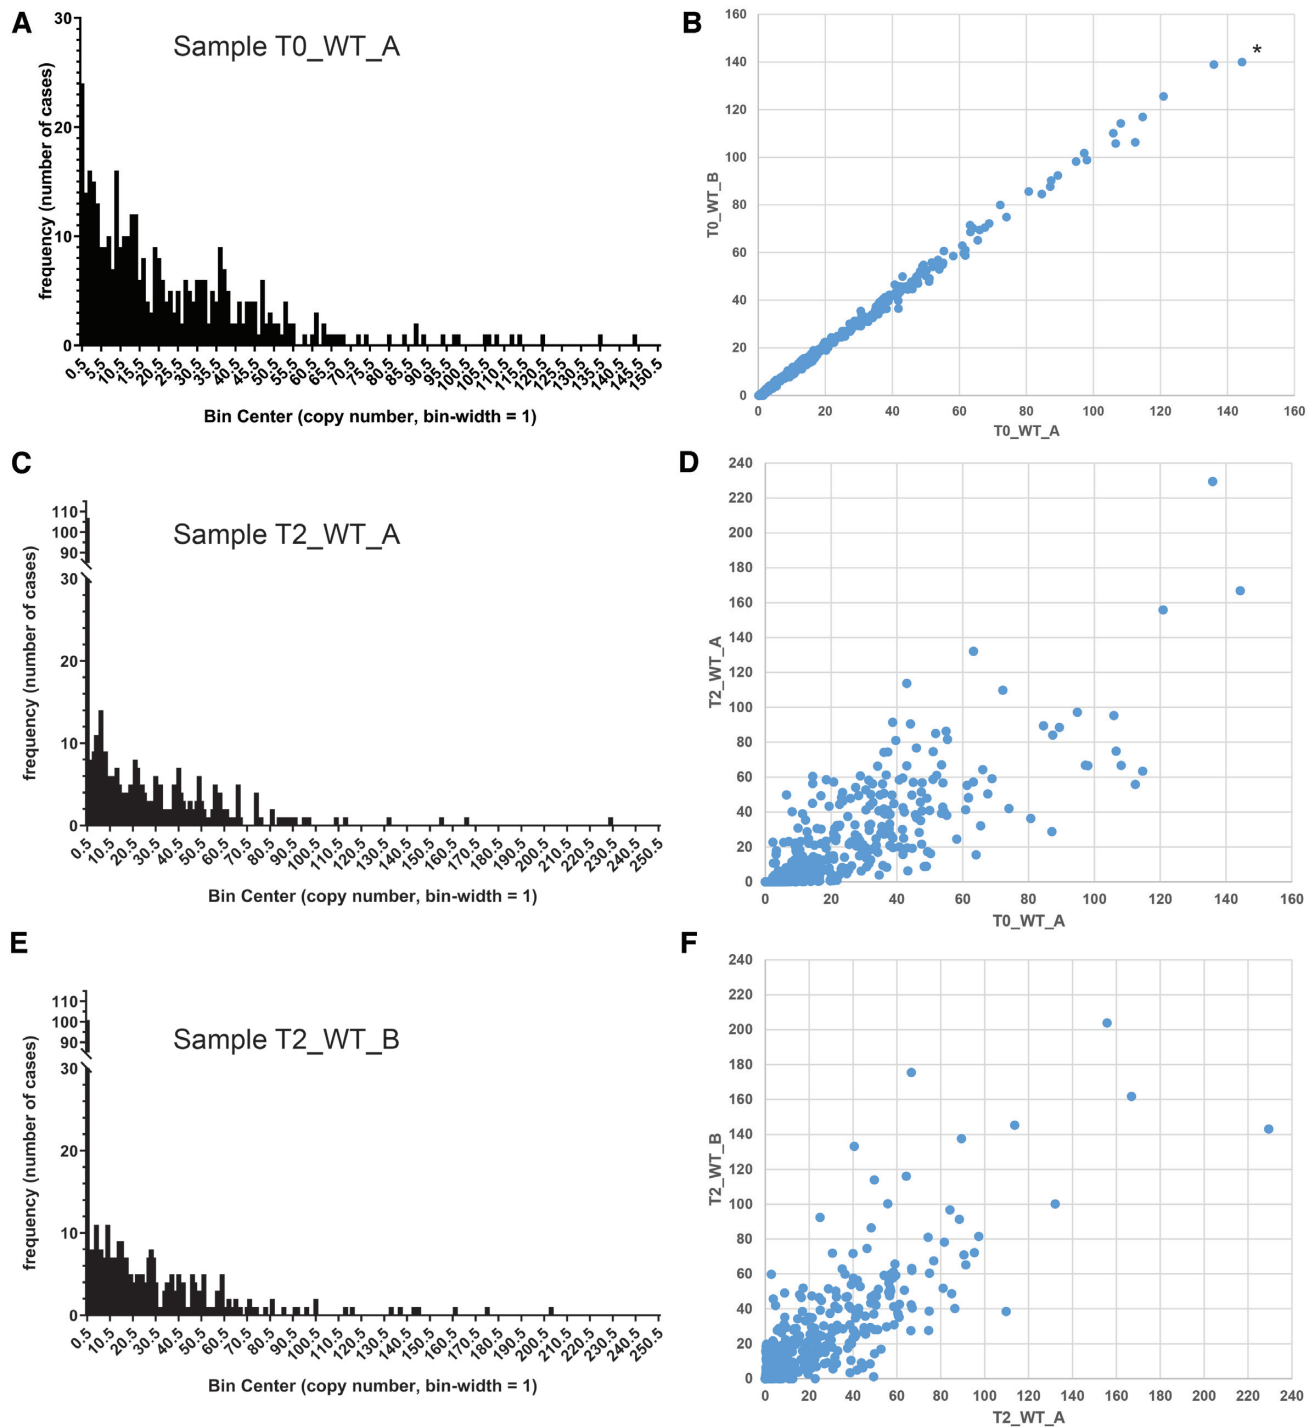 A
Sample T0_WT_A
frequency (number of cases)
30
20
10
0
0.5 5.5 10.5 15.5 20.5 25.5 30.5 35.5 40.5 45.5 50.5 55.5 60.5 65.5 70.5 75.5 80.5 85.5 90.5 95.5 100.5 105.5 110.5 115.5 120.5 125.5 130.5 135.5 140.5 145.5 150.5
Bin Center (copy number, bin-width = 1)
B
T0_WT_B
160
140
120
100
80
60
40
20
0
*
0 20 40 60 80 100 120 140 160
T0_WT_A
C
Sample T2_WT_A
frequency (number of cases)
110
100
90
30
20
10
0
0.5 10.5 20.5 30.5 40.5 50.5 60.5 70.5 80.5 90.5 100.5 110.5 120.5 130.5 140.5 150.5 160.5 170.5 180.5 190.5 200.5 210.5 220.5 230.5 240.5 250.5
Bin Center (copy number, bin-width = 1)
D
T2_WT_A
240
220
200
180
160
140
120
100
80
60
40
20
0
0 20 40 60 80 100 120 140 160
T0_WT_A
E
Sample T2_WT_B
frequency (number of cases)
110
100
90
30
20
10
0
0.5 10.5 20.5 30.5 40.5 50.5 60.5 70.5 80.5 90.5 100.5 110.5 120.5 130.5 140.5 150.5 160.5 170.5 180.5 190.5 200.5 210.5 220.5 230.5 240.5 250.5
Bin Center (copy number, bin-width = 1)
F
T2_WT_B
240
220
200
180
160
140
120
100
80
60
40
20
0
0 20 40 60 80 100 120 140 160 180 200 220 240
T2_WT_A